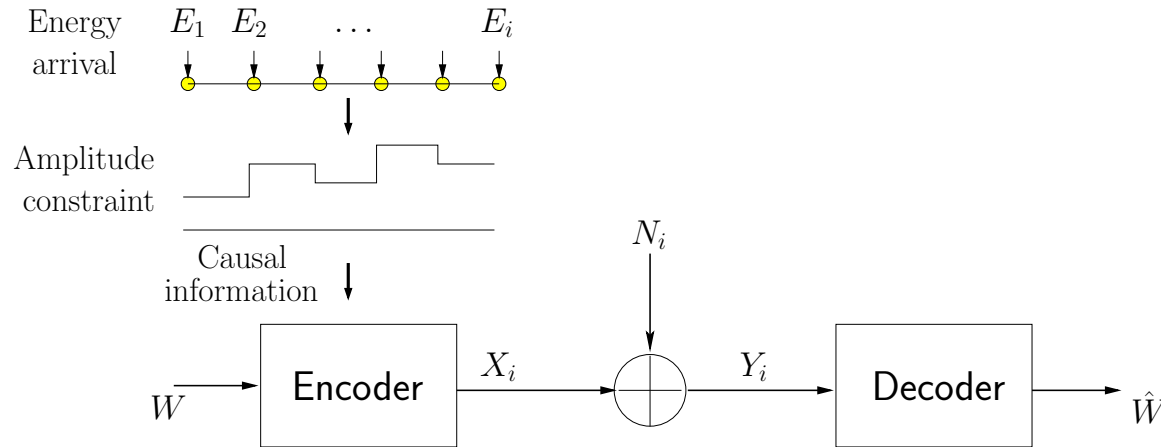 Energy
arrival
E₁ E₂ ... Eᵢ
Amplitude
constraint
Causal
information
Nᵢ
W
Encoder
Xᵢ
Yᵢ
Decoder
Ŵ